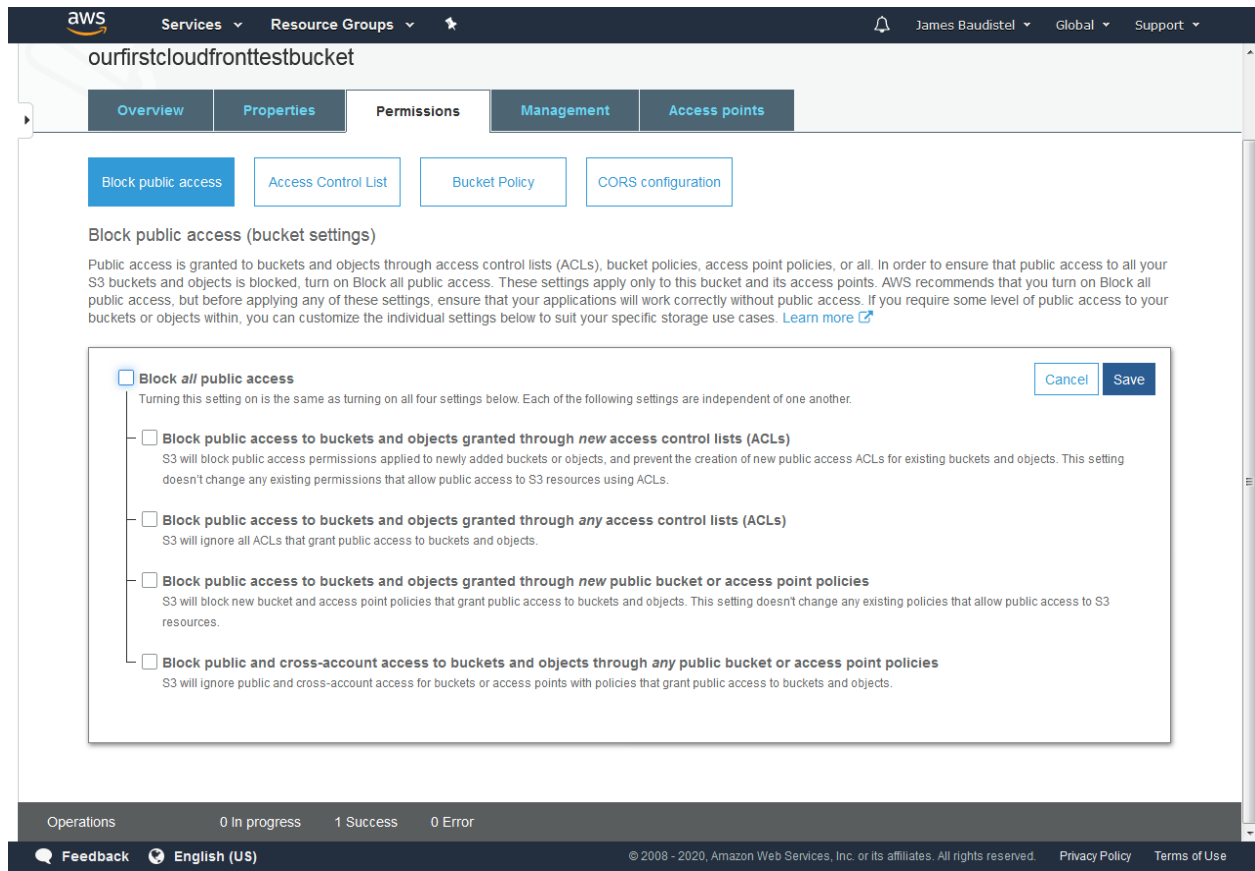 aws
Services Resource Groups James Baudistel Global Support
ourfirstcloudfronttestbucket
Overview Properties Permissions Management Access points
Block public access Access Control List Bucket Policy CORS configuration
Block public access (bucket settings)
Public access is granted to buckets and objects through access control lists (ACLs), bucket policies, access point policies, or all. In order to ensure that public access to all your
S3 buckets and objects is blocked, turn on Block all public access. These settings apply only to this bucket and its access points. AWS recommends that you turn on Block all
public access, but before applying any of these settings, ensure that your applications will work correctly without public access. If you require some level of public access to your
buckets or objects within, you can customize the individual settings below to suit your specific storage use cases. Learn more
Block all public access
Cancel Save
Turning this setting on is the same as turning on all four settings below. Each of the following settings are independent of one another.
Block public access to buckets and objects granted through new access control lists (ACLs)
S3 will block public access permissions applied to newly added buckets or objects, and prevent the creation of new public access ACLs for existing buckets and objects. This setting
doesn't change any existing permissions that allow public access to S3 resources using ACLs.
Block public access to buckets and objects granted through any access control lists (ACLs)
S3 will ignore all ACLs that grant public access to buckets and objects.
Block public access to buckets and objects granted through new public bucket or access point policies
S3 will block new bucket and access point policies that grant public access to buckets and objects. This setting doesn't change any existing policies that allow public access to S3
resources.
Block public and cross-account access to buckets and objects through any public bucket or access point policies
S3 will ignore public and cross-account access for buckets or access points with policies that grant public access to buckets and objects.
Operations 0 In progress 1 Success 0 Error
Feedback English (US) © 2008 - 2020, Amazon Web Services, Inc. or its affiliates. All rights reserved. Privacy Policy Terms of Use